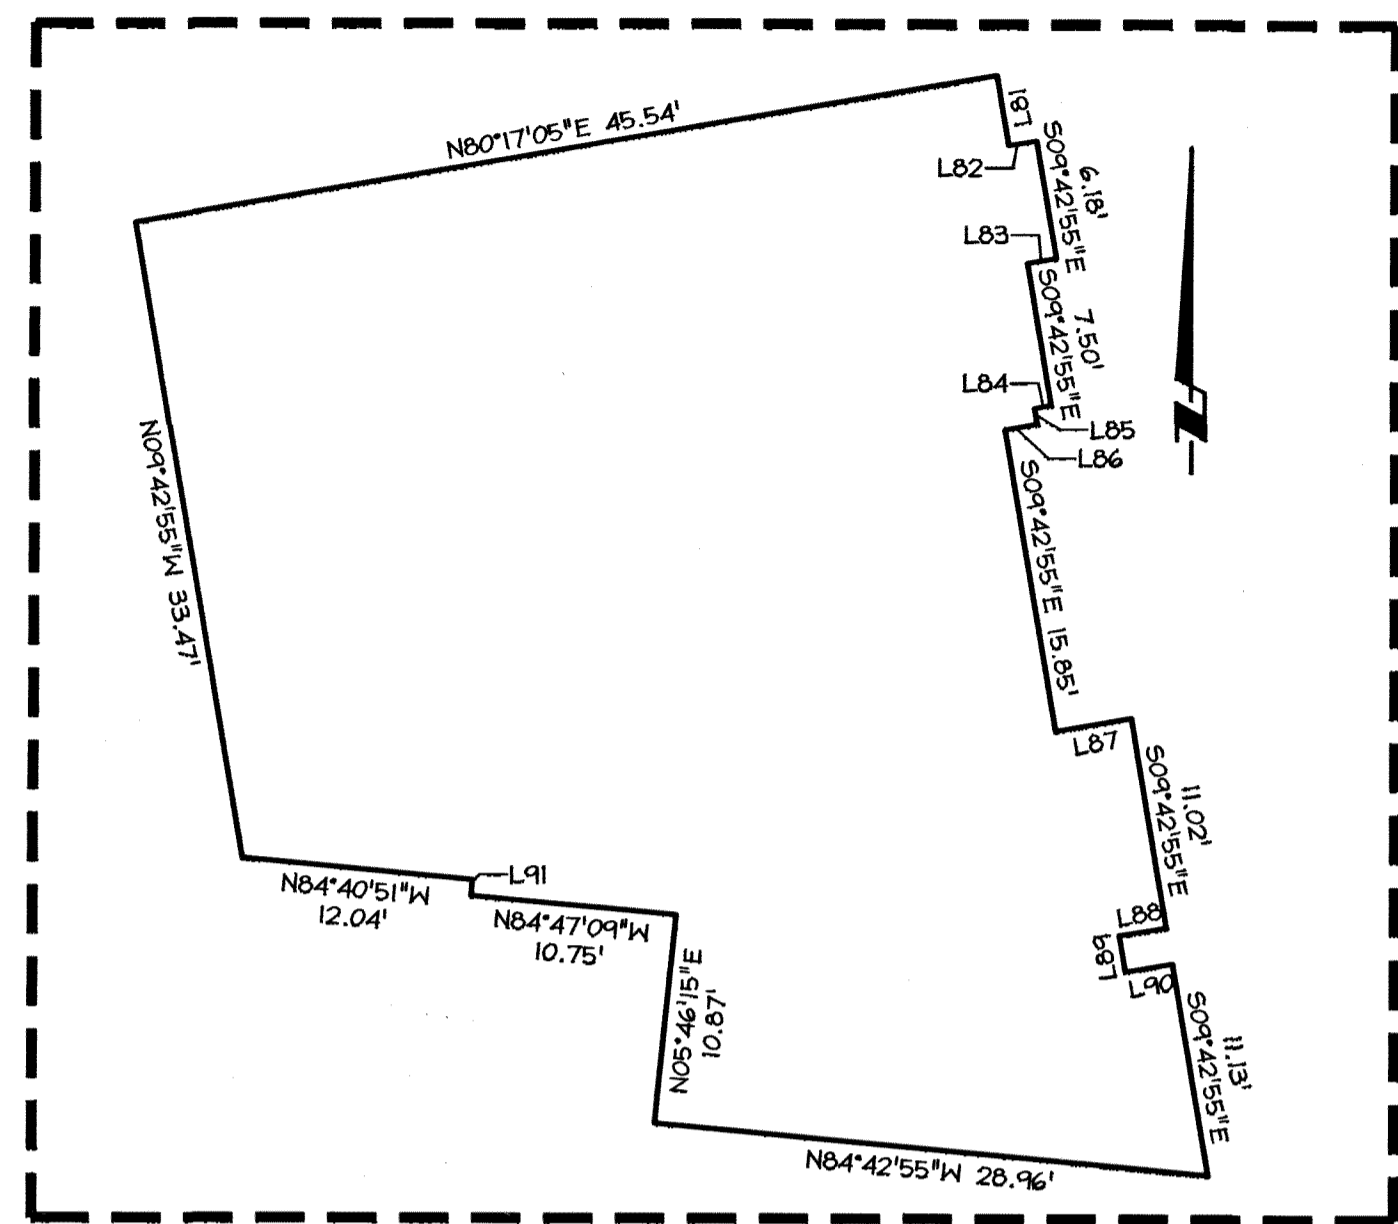 N80°17'05"E 45.54'
L81
L82
S09°42'55"E
6.18'
L83
S09°42'55"E
7.50'
L84
L85
L86
S09°42'55"E 15.85'
N09°42'55"W 33.47'
L87
S09°42'55"E
11.02'
L88
L89
L90
S09°42'55"E
11.13'
L91
N84°40'51"W
12.04'
N84°47'09"W
10.75'
N05°46'15"E
10.87'
N84°42'55"W 28.96'
N